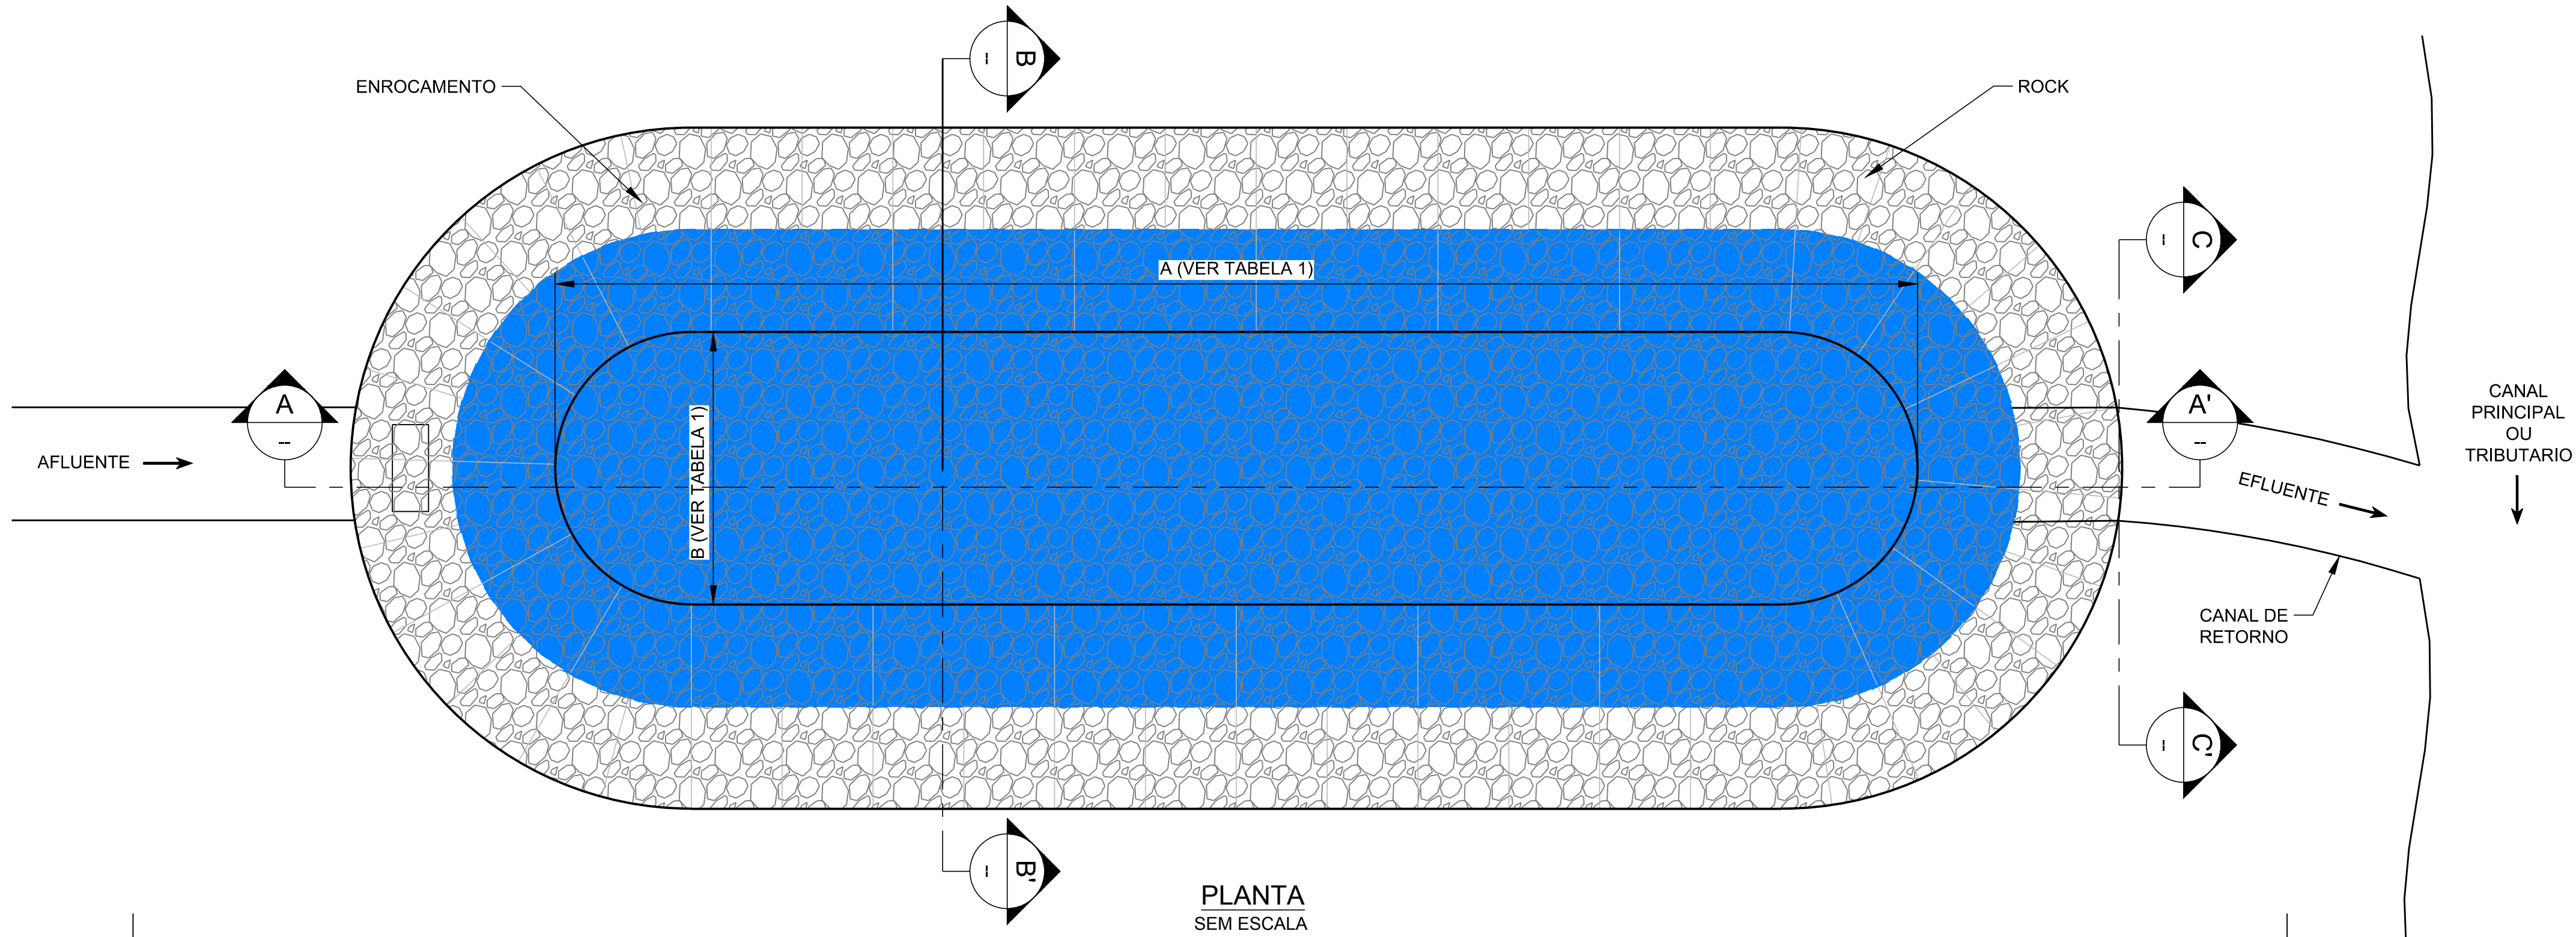 B
-
ENROCAMENTO
ROCK
C
-
A (VER TABELA 1)
A
--
A'
--
CANAL
PRINCIPAL
OU
TRIBUTARIO
B (VER TABELA 1)
AFLUENTE
EFLUENTE
CANAL DE
RETORNO
C'
-
B'
-
PLANTA
SEM ESCALA